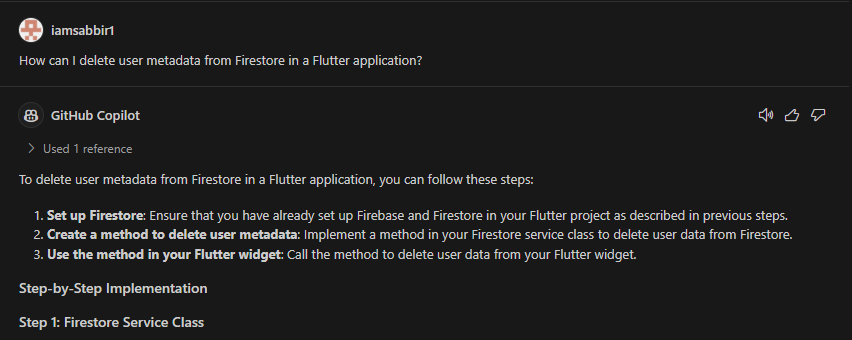 iamsabbir1
How can I delete user metadata from Firestore in a Flutter application?
GitHub Copilot
Used 1 reference
To delete user metadata from Firestore in a Flutter application, you can follow these steps:
1. Set up Firestore: Ensure that you have already set up Firebase and Firestore in your Flutter project as described in previous steps.
2. Create a method to delete user metadata: Implement a method in your Firestore service class to delete user data from Firestore.
3. Use the method in your Flutter widget: Call the method to delete user data from your Flutter widget.
Step-by-Step Implementation
Step 1: Firestore Service Class